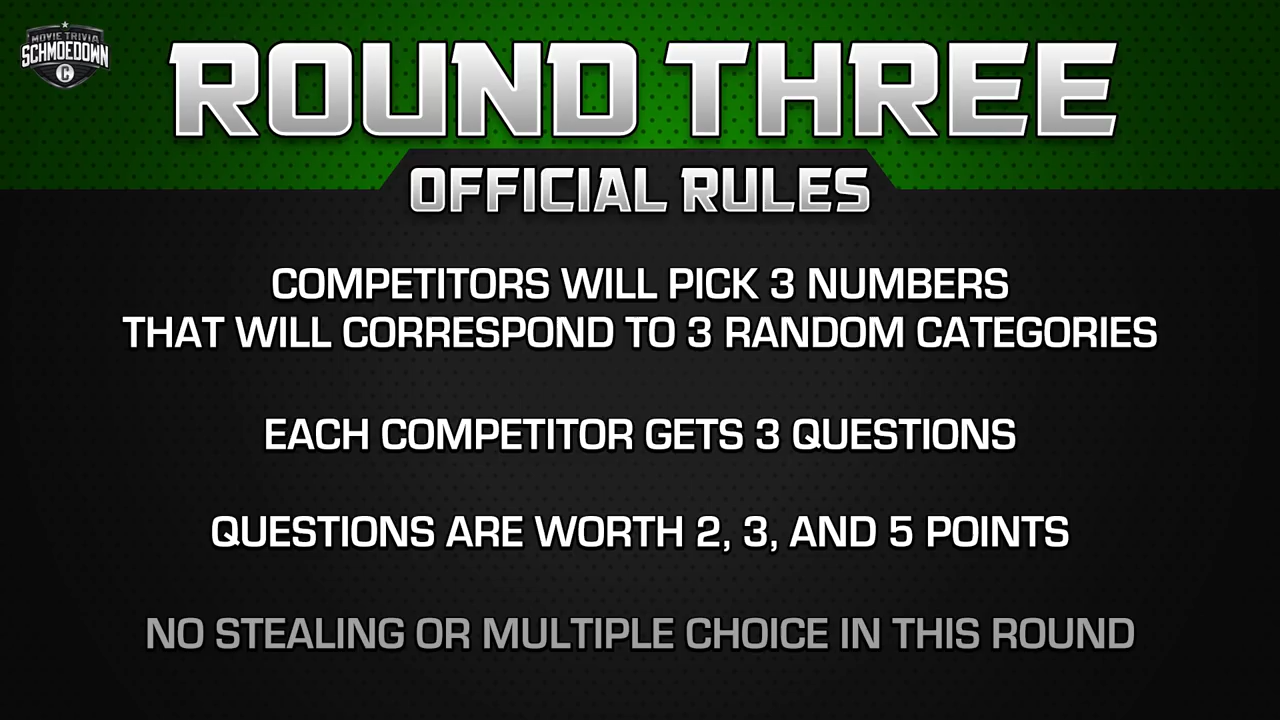 MOVIE TRIVIA
SCHMOEDOWN
C
ROUND THREE
OFFICIAL RULES
COMPETITORS WILL PICK 3 NUMBERS
THAT WILL CORRESPOND TO 3 RANDOM CATEGORIES
EACH COMPETITOR GETS 3 QUESTIONS
QUESTIONS ARE WORTH 2, 3, AND 5 POINTS
NO STEALING OR MULTIPLE CHOICE IN THIS ROUND